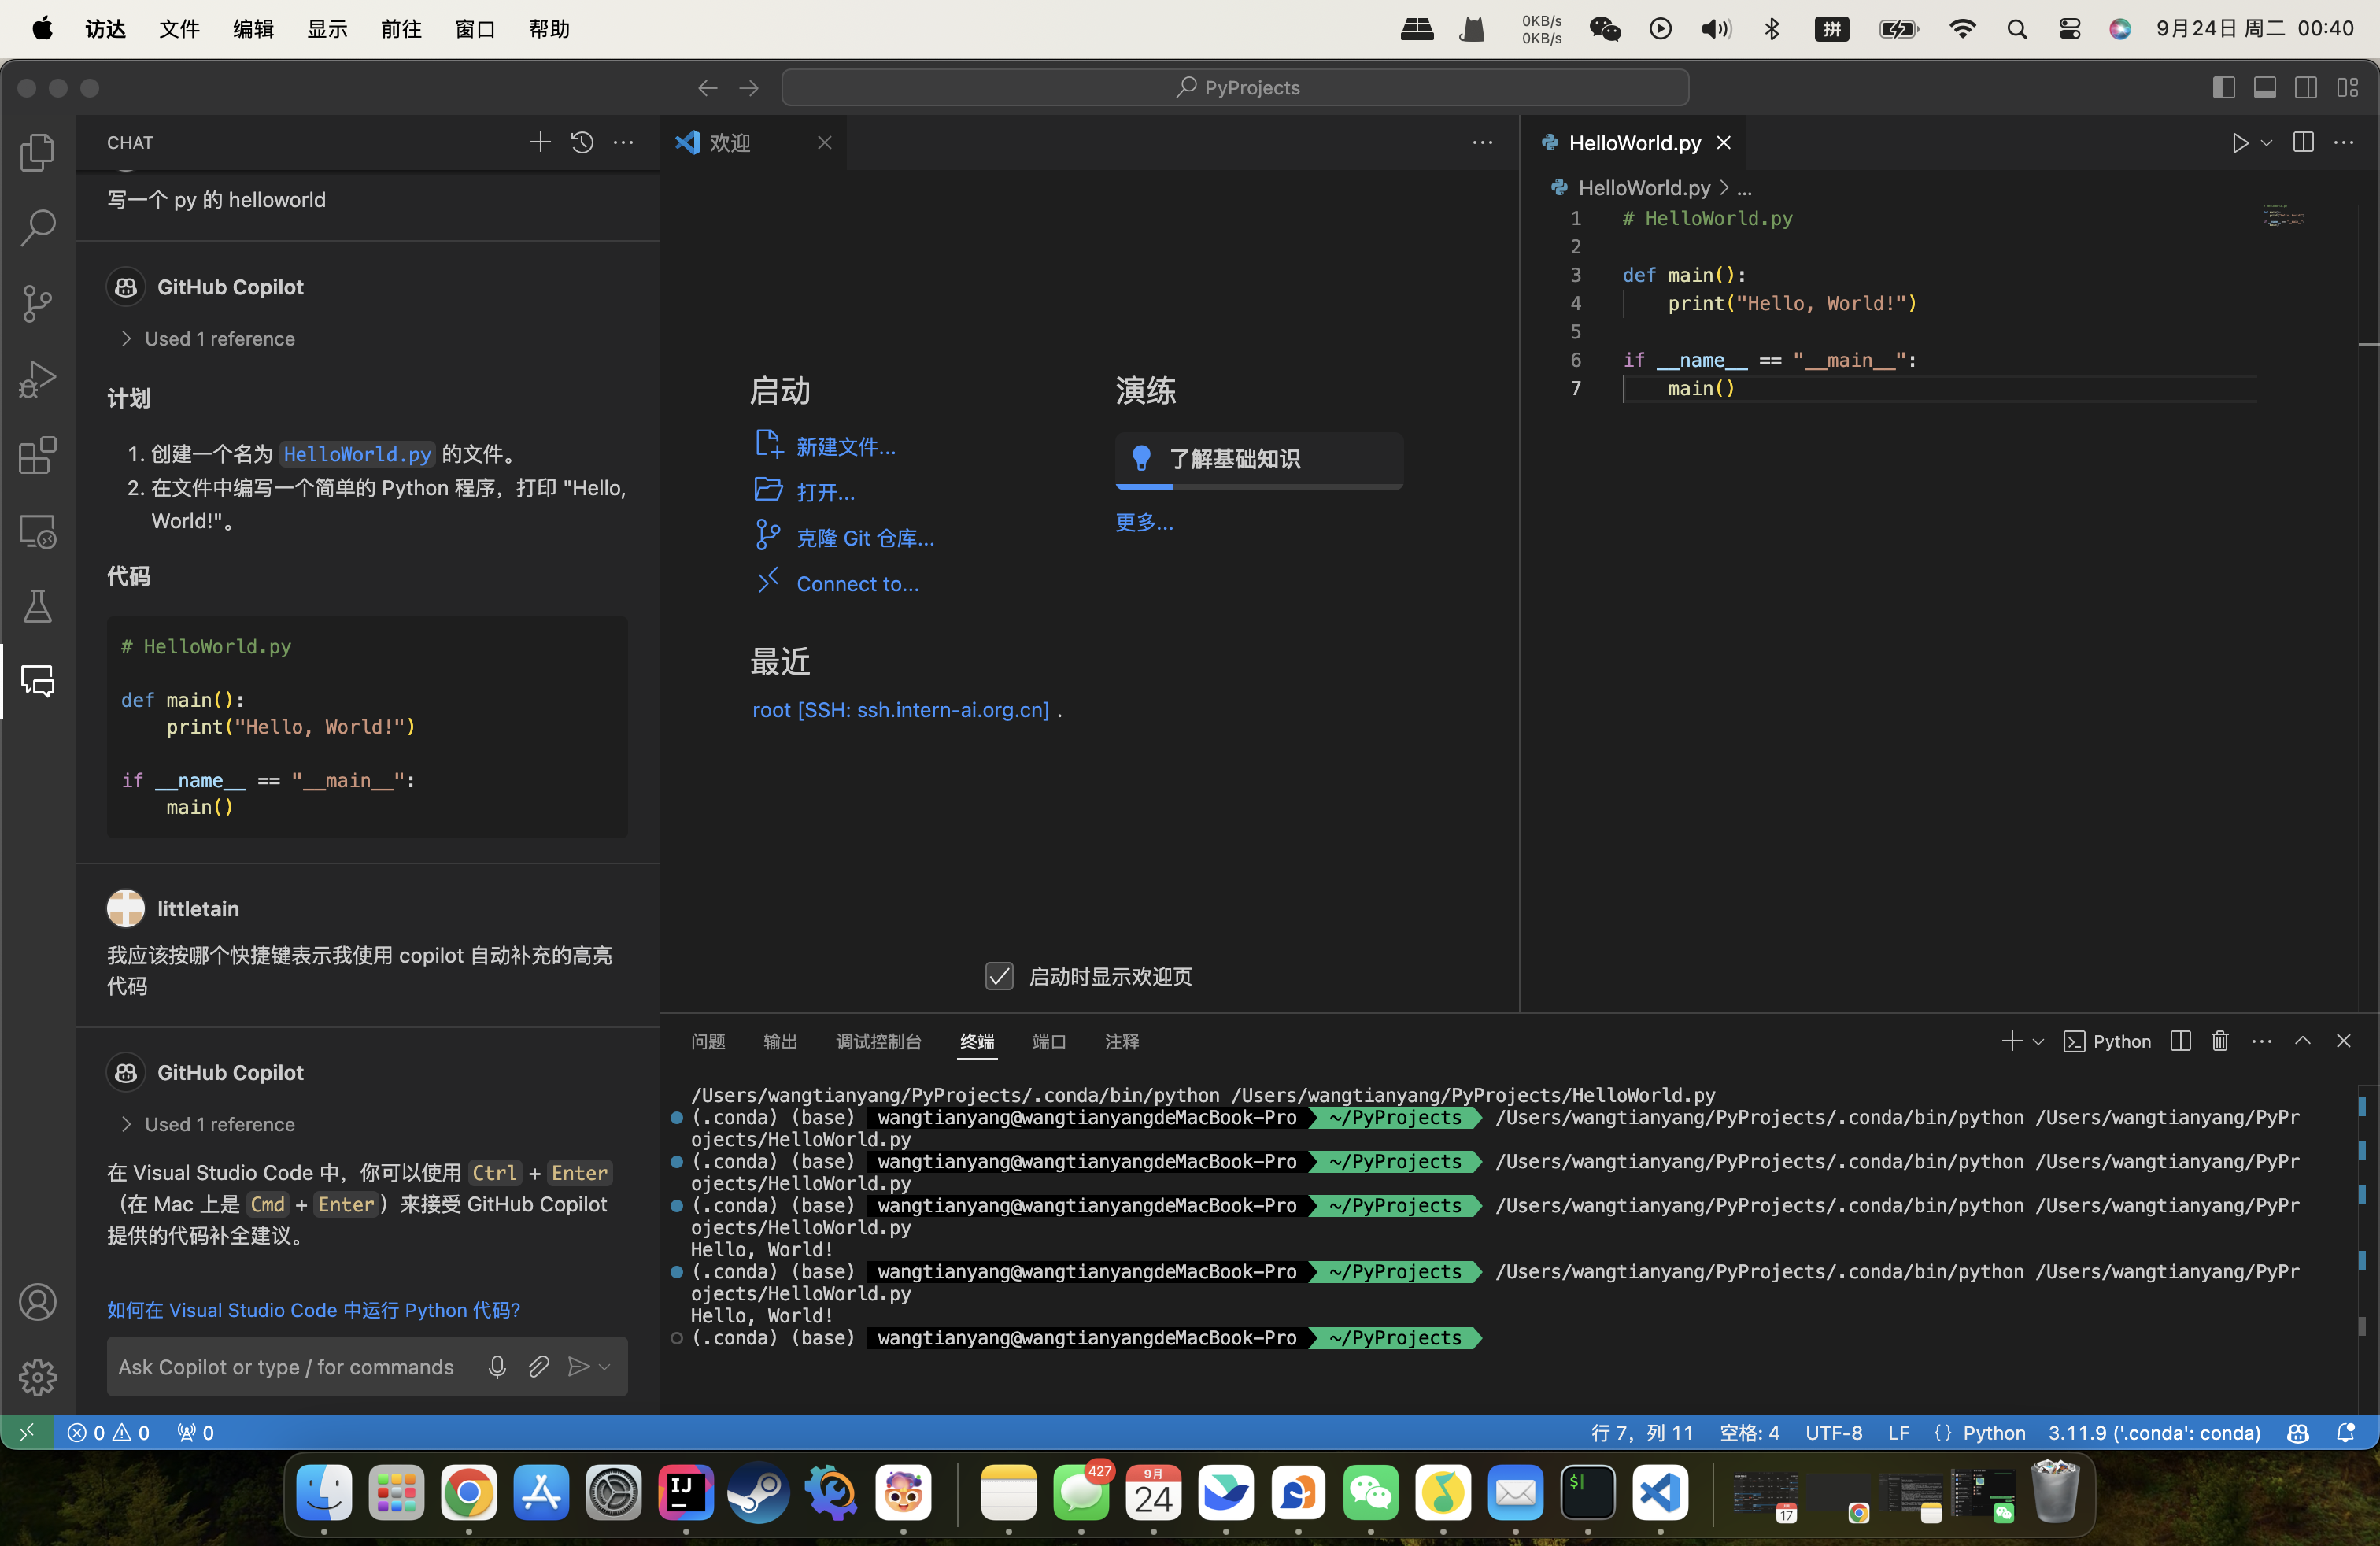 访达 文件 编辑 显示 前往 窗口 帮助
0KB/s
0KB/s
拼
9月24日 周二 00:40
PyProjects
CHAT
写一个 py 的 helloworld
GitHub Copilot
Used 1 reference
计划
1. 创建一个名为 HelloWorld.py 的文件。
2. 在文件中编写一个简单的 Python 程序，打印 "Hello,
World!"。
代码
# HelloWorld.py
def main():
    print("Hello, World!")
if __name__ == "__main__":
    main()
littletain
我应该按哪个快捷键表示我使用 copilot 自动补充的高亮
代码
GitHub Copilot
Used 1 reference
在 Visual Studio Code 中，你可以使用 Ctrl + Enter
（在 Mac 上是 Cmd + Enter）来接受 GitHub Copilot
提供的代码补全建议。
如何在 Visual Studio Code 中运行 Python 代码?
Ask Copilot or type / for commands
欢迎
启动
新建文件...
打开...
克隆 Git 仓库...
Connect to...
最近
root [SSH: ssh.intern-ai.org.cn] .
演练
了解基础知识
更多...
启动时显示欢迎页
HelloWorld.py
HelloWorld.py > ...
1 # HelloWorld.py
2
3 def main():
4     print("Hello, World!")
5
6 if __name__ == "__main__":
7     main()
问题 输出 调试控制台 终端 端口 注释
Python
/Users/wangtianyang/PyProjects/.conda/bin/python /Users/wangtianyang/PyProjects/HelloWorld.py
(.conda) (base) wangtianyang@wangtianyangdeMacBook-Pro ~/PyProjects /Users/wangtianyang/PyProjects/.conda/bin/python /Users/wangtianyang/PyPr
ojects/HelloWorld.py
(.conda) (base) wangtianyang@wangtianyangdeMacBook-Pro ~/PyProjects /Users/wangtianyang/PyProjects/.conda/bin/python /Users/wangtianyang/PyPr
ojects/HelloWorld.py
(.conda) (base) wangtianyang@wangtianyangdeMacBook-Pro ~/PyProjects /Users/wangtianyang/PyProjects/.conda/bin/python /Users/wangtianyang/PyPr
ojects/HelloWorld.py
Hello, World!
(.conda) (base) wangtianyang@wangtianyangdeMacBook-Pro ~/PyProjects /Users/wangtianyang/PyProjects/.conda/bin/python /Users/wangtianyang/PyPr
ojects/HelloWorld.py
Hello, World!
(.conda) (base) wangtianyang@wangtianyangdeMacBook-Pro ~/PyProjects
0 0 0
行 7，列 11 空格: 4 UTF-8 LF {} Python 3.11.9 ('.conda': conda)
IJ
427
9月
24
$
17